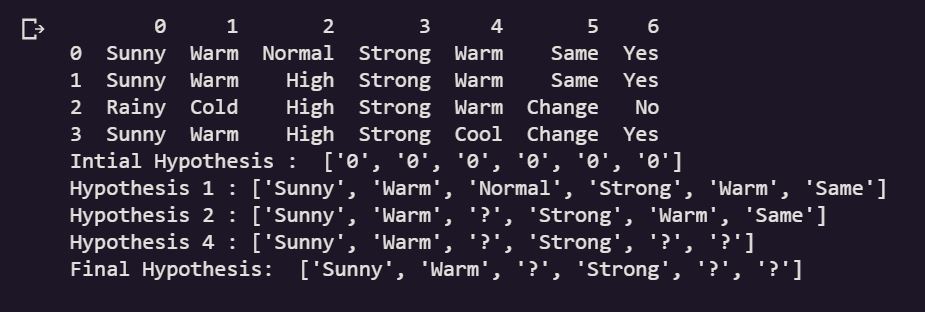 0 1 2 3 4 5 6
0 Sunny Warm Normal Strong Warm Same Yes
1 Sunny Warm High Strong Warm Same Yes
2 Rainy Cold High Strong Warm Change No
3 Sunny Warm High Strong Cool Change Yes
Intial Hypothesis :  ['0', '0', '0', '0', '0', '0']
Hypothesis 1 : ['Sunny', 'Warm', 'Normal', 'Strong', 'Warm', 'Same']
Hypothesis 2 : ['Sunny', 'Warm', '?', 'Strong', 'Warm', 'Same']
Hypothesis 4 : ['Sunny', 'Warm', '?', 'Strong', '?', '?']
Final Hypothesis:  ['Sunny', 'Warm', '?', 'Strong', '?', '?']